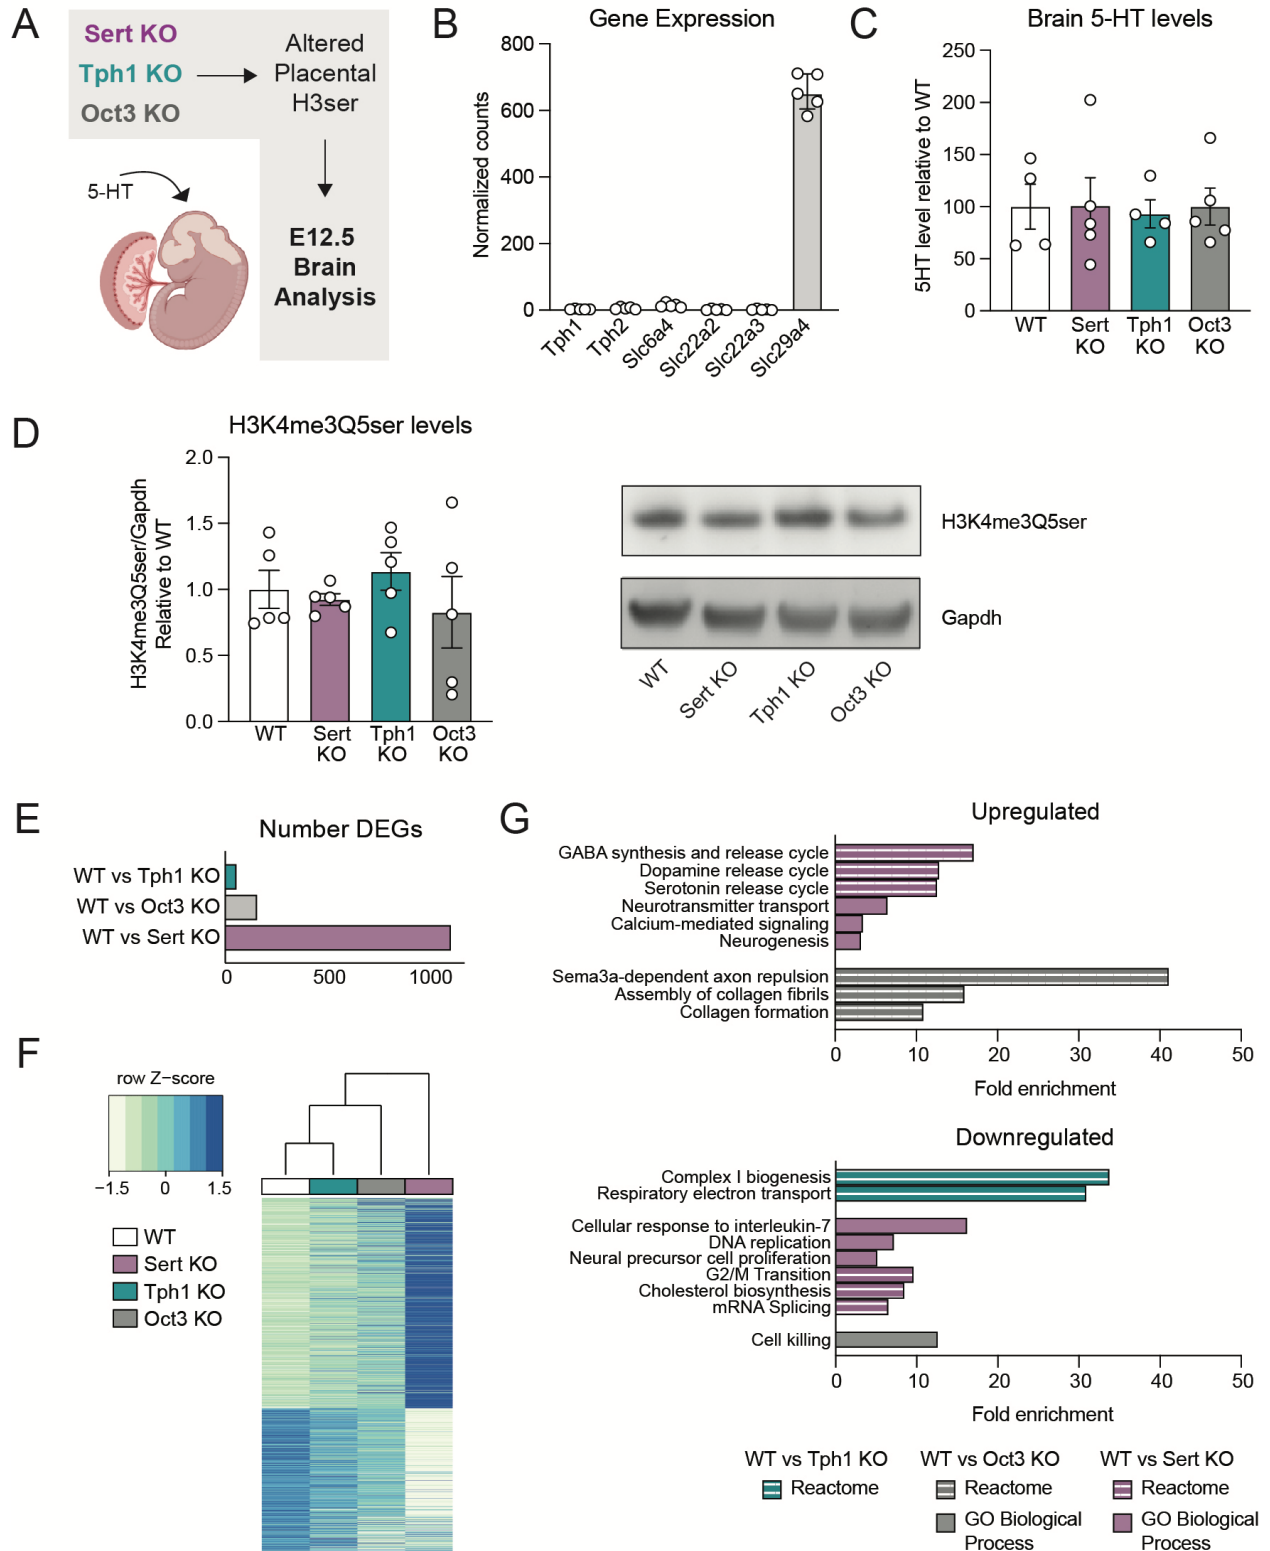 A
Sert KO
Tph1 KO
Oct3 KO
Altered
Placental
H3ser
5-HT
E12.5
Brain
Analysis
B
Gene Expression
Normalized counts
800
600
400
200
0
Tph1
Tph2
Slc6a4
Slc22a2
Slc22a3
Slc29a4
C
Brain 5-HT levels
5HT level relative to WT
250
200
150
100
50
0
WT
Sert
KO
Tph1
KO
Oct3
KO
D
H3K4me3Q5ser levels
H3K4me3Q5ser/Gapdh
Relative to WT
2.0
1.5
1.0
0.5
0.0
WT
Sert
KO
Tph1
KO
Oct3
KO
H3K4me3Q5ser
Gapdh
WT
Sert KO
Tph1 KO
Oct3 KO
E
Number DEGs
WT vs Tph1 KO
WT vs Oct3 KO
WT vs Sert KO
0 500 1000
F
row Z−score
−1.5 0 1.5
WT
Sert KO
Tph1 KO
Oct3 KO
G
Upregulated
GABA synthesis and release cycle
Dopamine release cycle
Serotonin release cycle
Neurotransmitter transport
Calcium-mediated signaling
Neurogenesis
Sema3a-dependent axon repulsion
Assembly of collagen fibrils
Collagen formation
0 10 20 30 40 50
Fold enrichment
Downregulated
Complex I biogenesis
Respiratory electron transport
Cellular response to interleukin-7
DNA replication
Neural precursor cell proliferation
G2/M Transition
Cholesterol biosynthesis
mRNA Splicing
Cell killing
0 10 20 30 40 50
Fold enrichment
WT vs Tph1 KO
Reactome
WT vs Oct3 KO
Reactome
GO Biological
Process
WT vs Sert KO
Reactome
GO Biological
Process